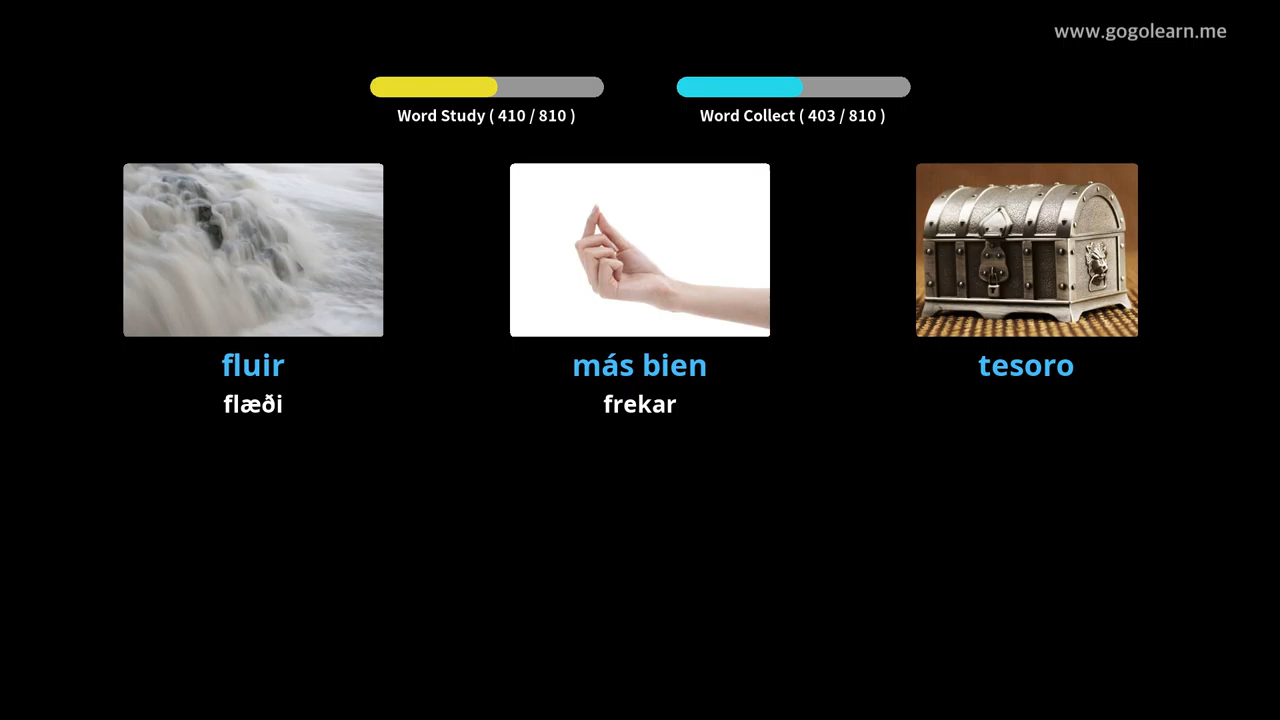 www.gogolearn.me
Word Study ( 410 / 810 )
Word Collect ( 403 / 810 )
fluir
flæði
más bien
frekar
tesoro